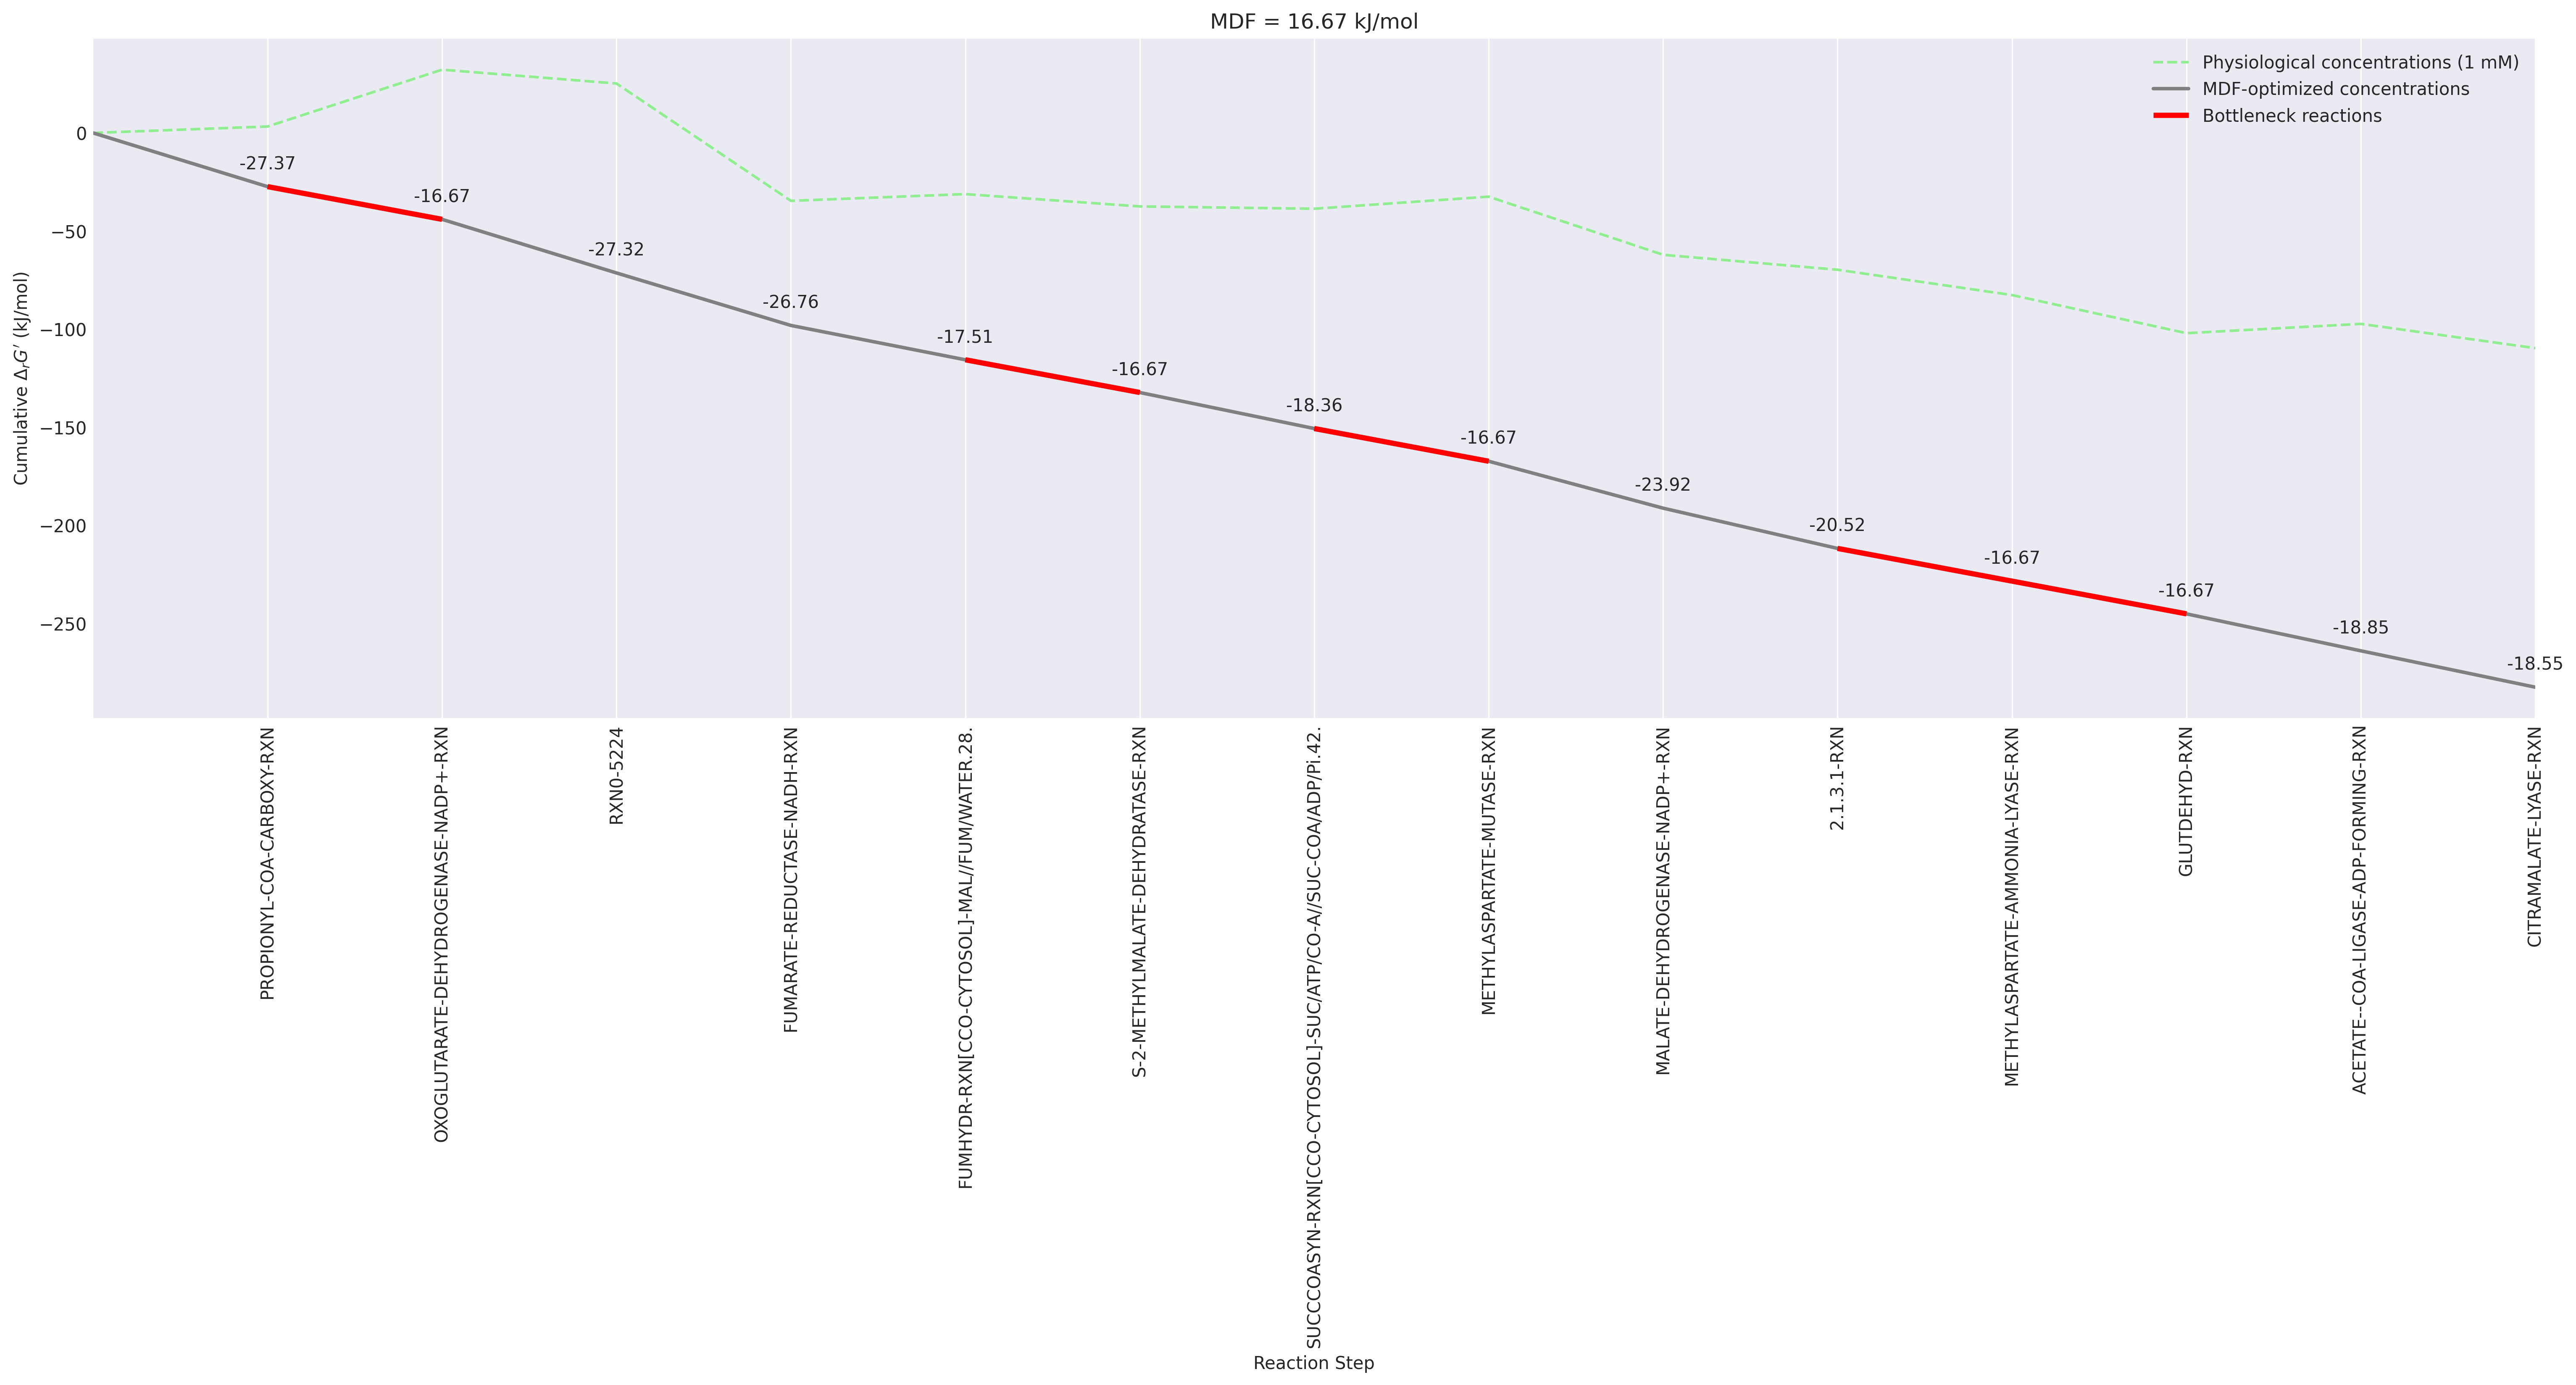 MDF = 16.67 kJ/mol
Physiological concentrations (1 mM)
MDF-optimized concentrations
Bottleneck reactions
Cumulative ΔrG′ (kJ/mol)
0
−50
−100
−150
−200
−250
-27.37
-16.67
-27.32
-26.76
-17.51
-16.67
-18.36
-16.67
-23.92
-20.52
-16.67
-16.67
-18.85
-18.55
PROPIONYL-COA-CARBOXY-RXN
OXOGLUTARATE-DEHYDROGENASE-NADP+-RXN
RXN0-5224
FUMARATE-REDUCTASE-NADH-RXN
FUMHYDR-RXN[CCO-CYTOSOL]-MAL//FUM/WATER.28.
S-2-METHYLMALATE-DEHYDRATASE-RXN
SUCCCOASYN-RXN[CCO-CYTOSOL]-SUC/ATP/CO-A//SUC-COA/ADP/Pi.42.
METHYLASPARTATE-MUTASE-RXN
MALATE-DEHYDROGENASE-NADP+-RXN
2.1.3.1-RXN
METHYLASPARTATE-AMMONIA-LYASE-RXN
GLUTDEHYD-RXN
ACETATE--COA-LIGASE-ADP-FORMING-RXN
CITRAMALATE-LYASE-RXN
Reaction Step